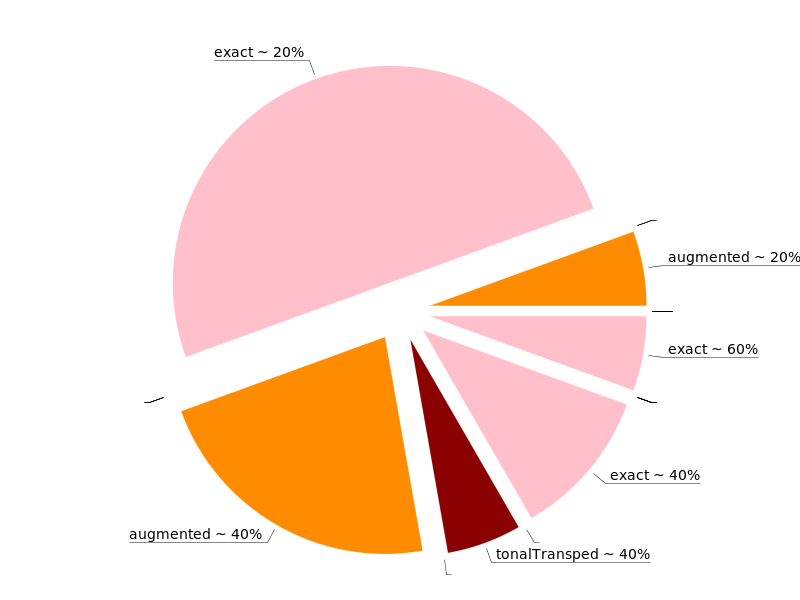 exact ~ 20%
augmented ~ 20%
exact ~ 60%
exact ~ 40%
augmented ~ 40%
tonalTransped ~ 40%